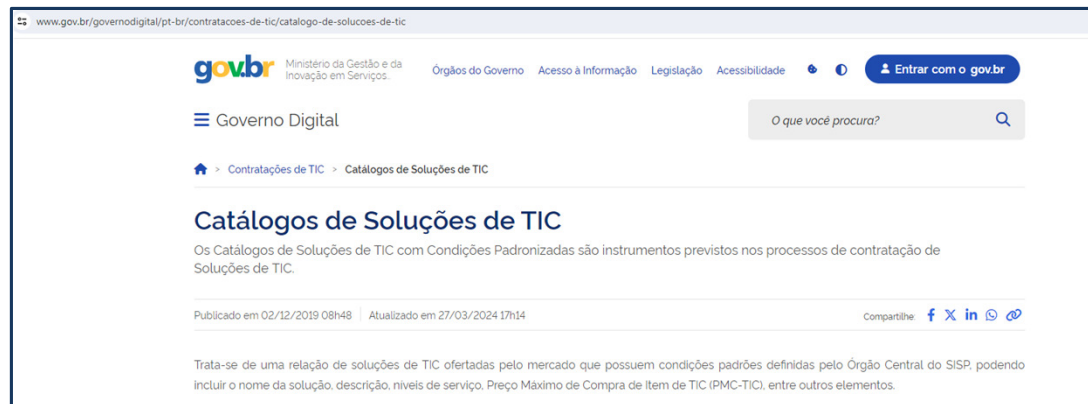 www.gov.br/governodigital/pt-br/contratacoes-de-tic/catalogo-de-solucoes-de-tic
gov.br
Ministério da Gestão e da
Inovação em Serviços
Órgãos do Governo Acesso à Informação Legislação Acessibilidade
Entrar com o gov.br
Governo Digital
O que você procura?
> Contratações de TIC > Catálogos de Soluções de TIC
Catálogos de Soluções de TIC
Os Catálogos de Soluções de TIC com Condições Padronizadas são instrumentos previstos nos processos de contratação de
Soluções de TIC.
Publicado em 02/12/2019 08h48 | Atualizado em 27/03/2024 17h14
Compartilhe:
Trata-se de uma relação de soluções de TIC ofertadas pelo mercado que possuem condições padrões definidas pelo Órgão Central do SISP, podendo
incluir o nome da solução, descrição, níveis de serviço, Preço Máximo de Compra de Item de TIC (PMC-TIC), entre outros elementos.